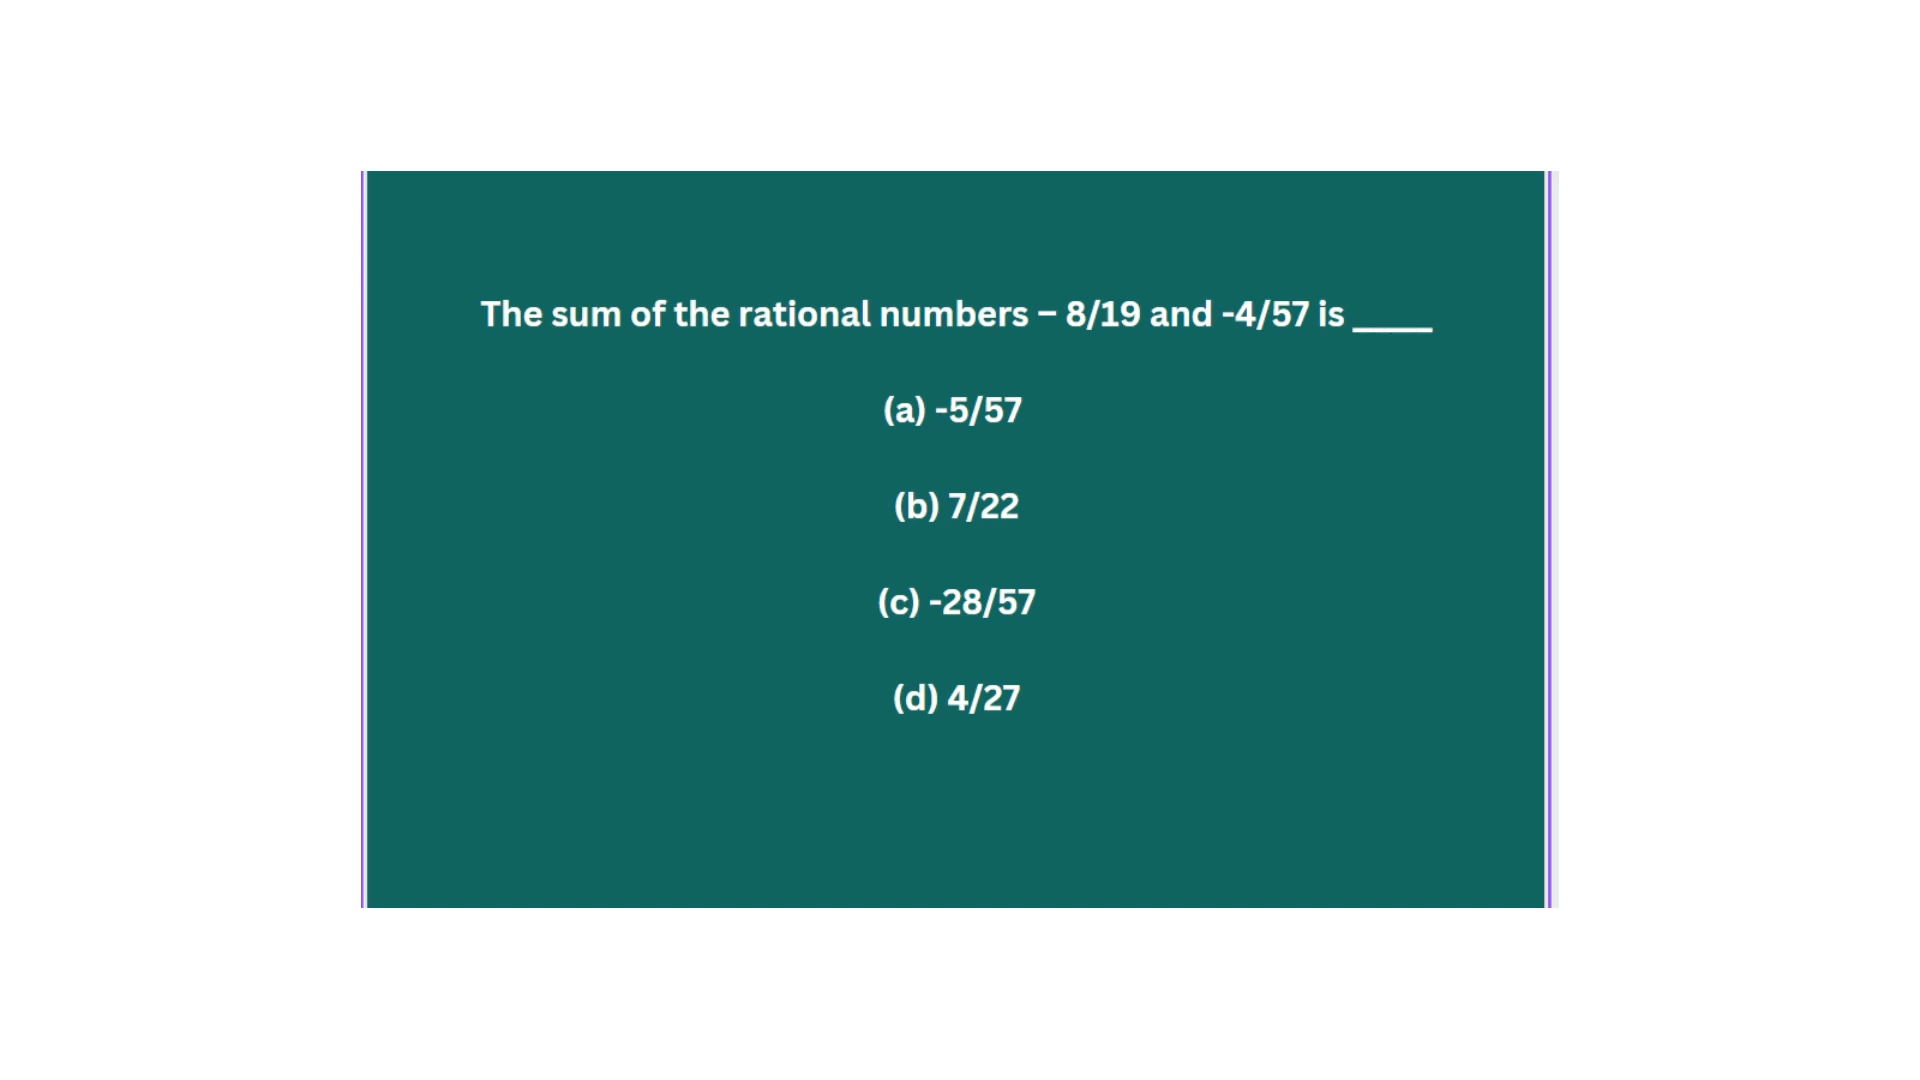 The sum of the rational numbers – 8/19 and -4/57 is _____
(a) -5/57
(b) 7/22
(c) -28/57
(d) 4/27